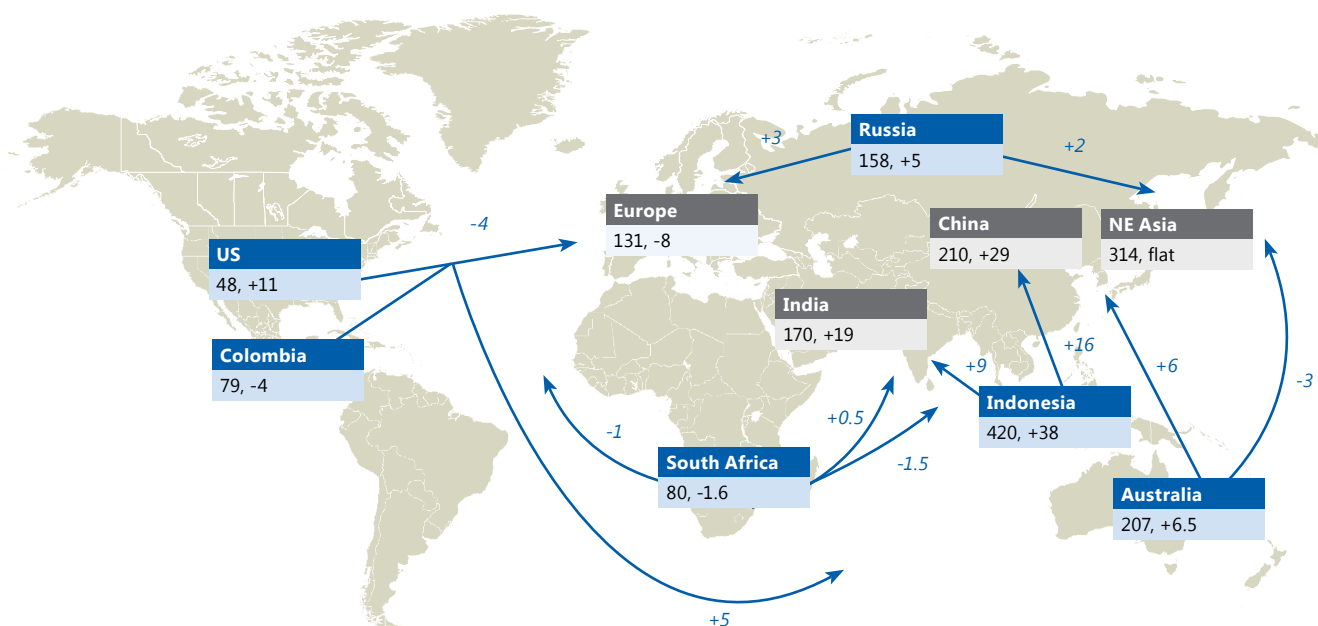 Russia
158, +5
+3
+2
Europe
131, -8
China
210, +29
NE Asia
314, flat
-4
US
48, +11
India
170, +19
Colombia
79, -4
+16
+9
+6
-3
Indonesia
420, +38
+0.5
-1
-1.5
South Africa
80, -1.6
Australia
207, +6.5
+5